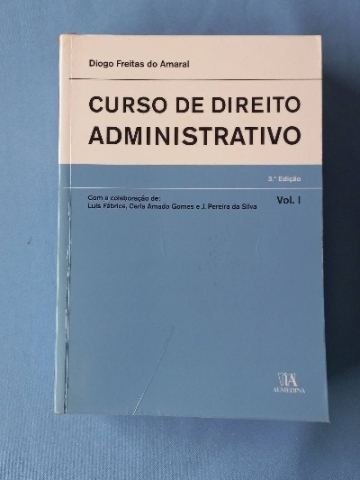 Diogo Freitas do Amaral
CURSO DE DIREITO
ADMINISTRATIVO
3.ª Edição
Com a colaboração de:
Luís Fábrica, Carla Amado Gomes e J. Pereira da Silva
Vol. I
ALMEDINA